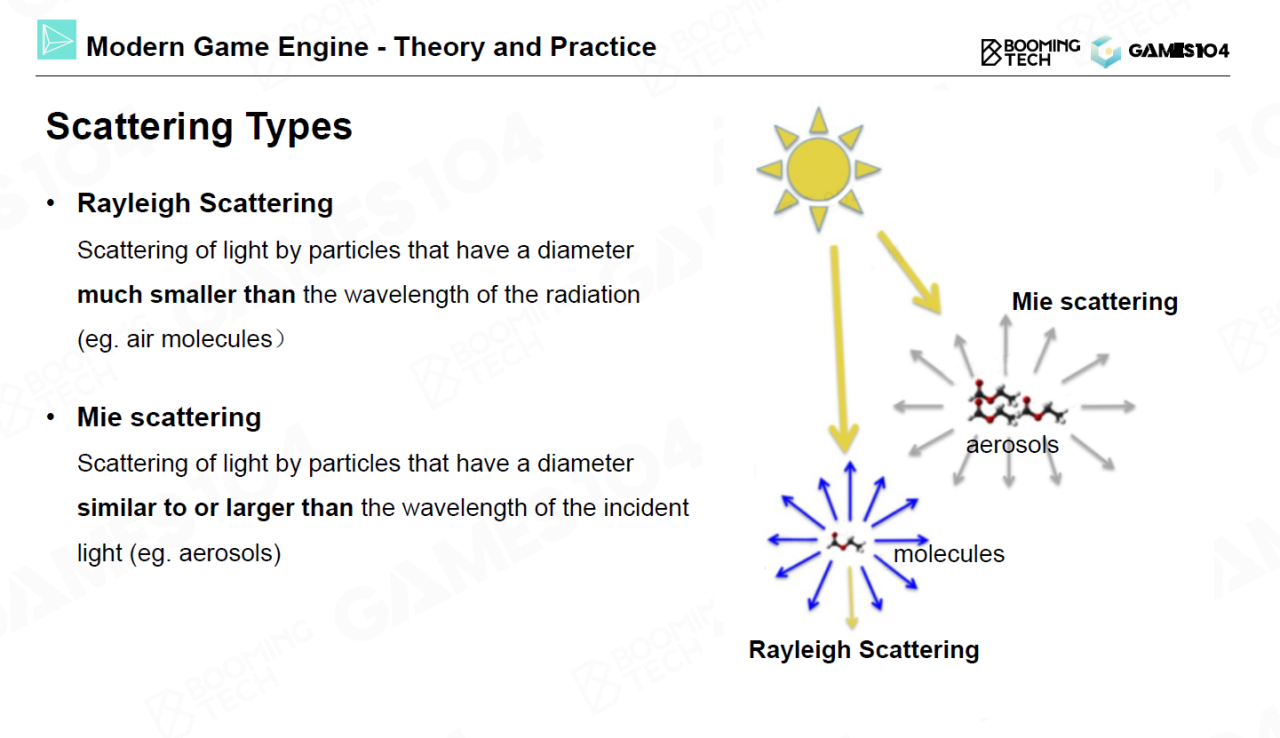 Modern Game Engine - Theory and Practice
BOOMING
TECH
GAMES104
Scattering Types
• Rayleigh Scattering
Scattering of light by particles that have a diameter
much smaller than the wavelength of the radiation
(eg. air molecules）
• Mie scattering
Scattering of light by particles that have a diameter
similar to or larger than the wavelength of the incident
light (eg. aerosols)
Mie scattering
aerosols
molecules
Rayleigh Scattering